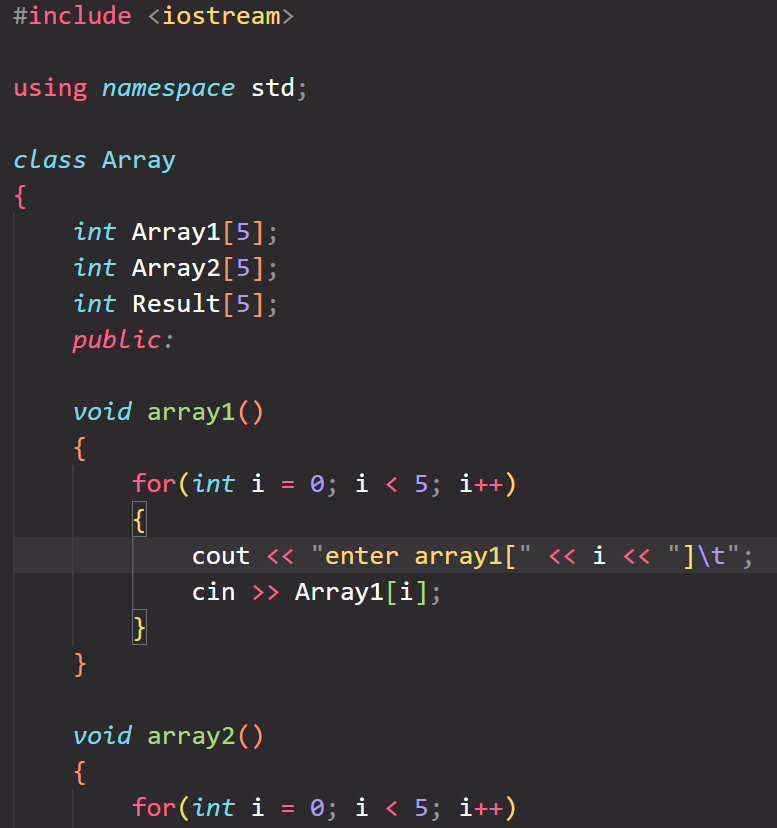 #include <iostream>
using namespace std;
class Array
{
int Array1[5];
int Array2[5];
int Result[5];
public:
void array1()
{
for(int i = 0; i < 5; i++)
{
cout << "enter array1[" << i << "]\t";
cin >> Array1[i];
}
}
void array2()
{
for(int i = 0; i < 5; i++)